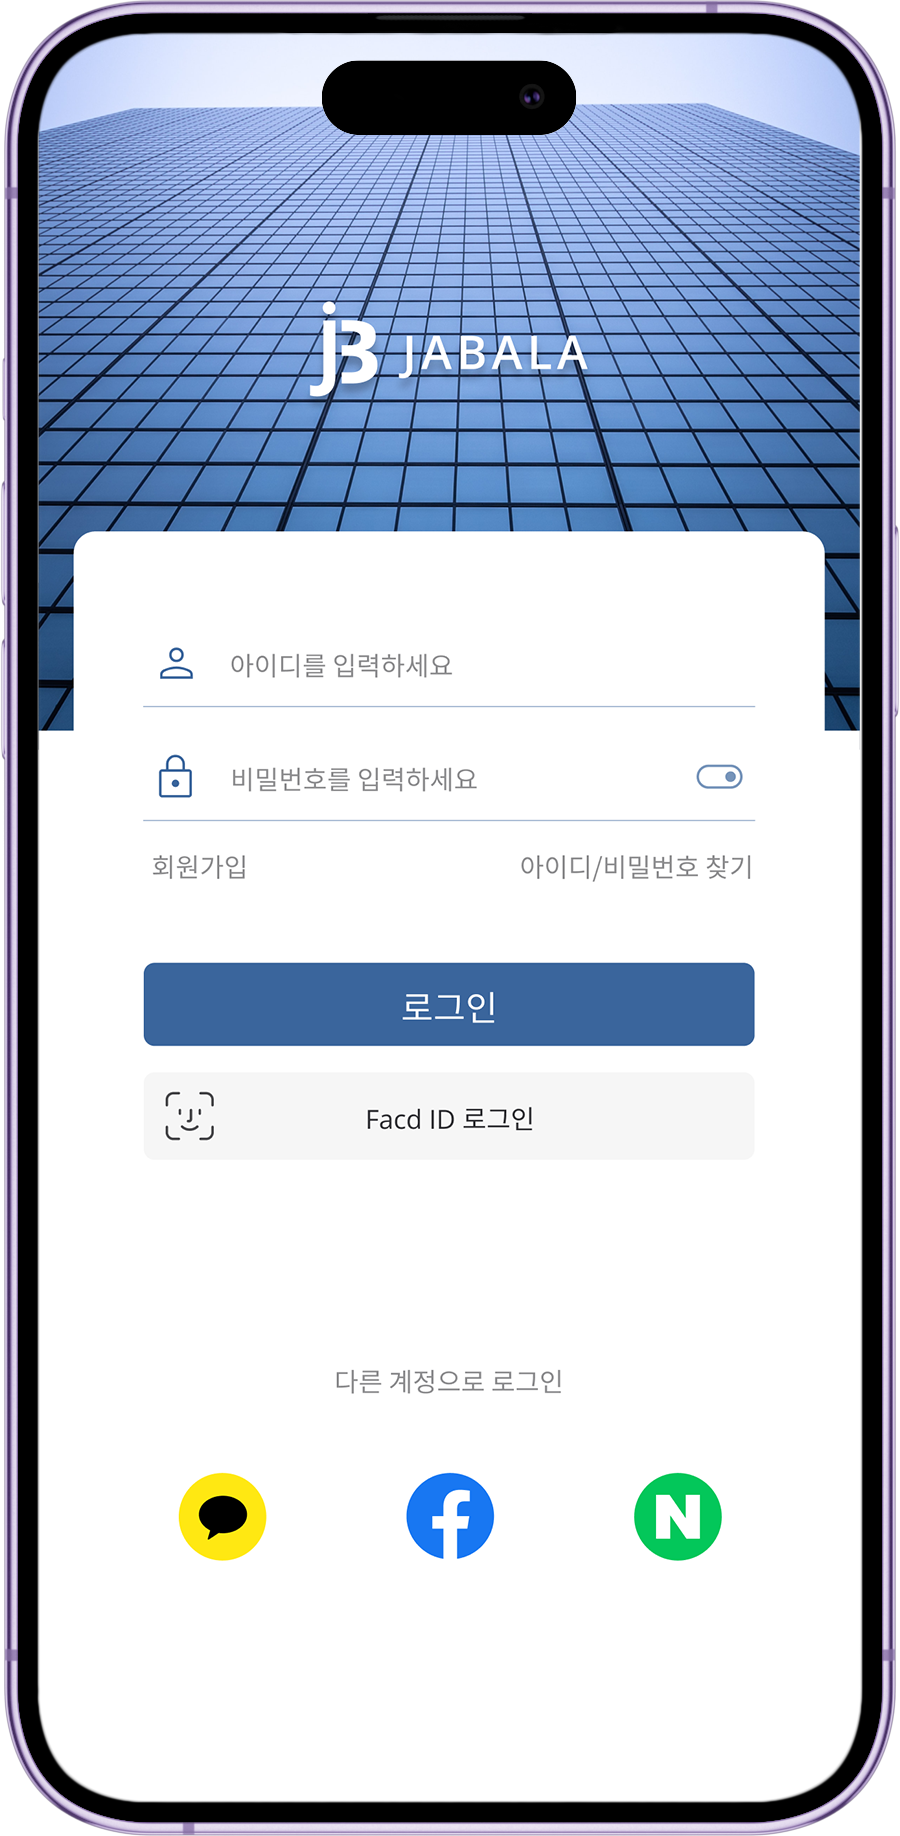 JB JABALA
아이디를 입력하세요
비밀번호를 입력하세요
회원가입 아이디/비밀번호 찾기
로그인
Facd ID 로그인
다른 계정으로 로그인
N